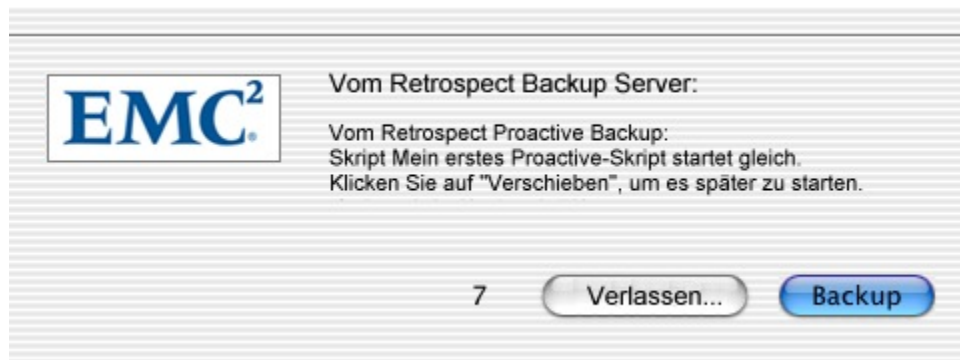 EMC²
Vom Retrospect Backup Server:
Vom Retrospect Proactive Backup:
Skript Mein erstes Proactive-Skript startet gleich.
Klicken Sie auf "Verschieben", um es später zu starten.
7
Verlassen...
Backup